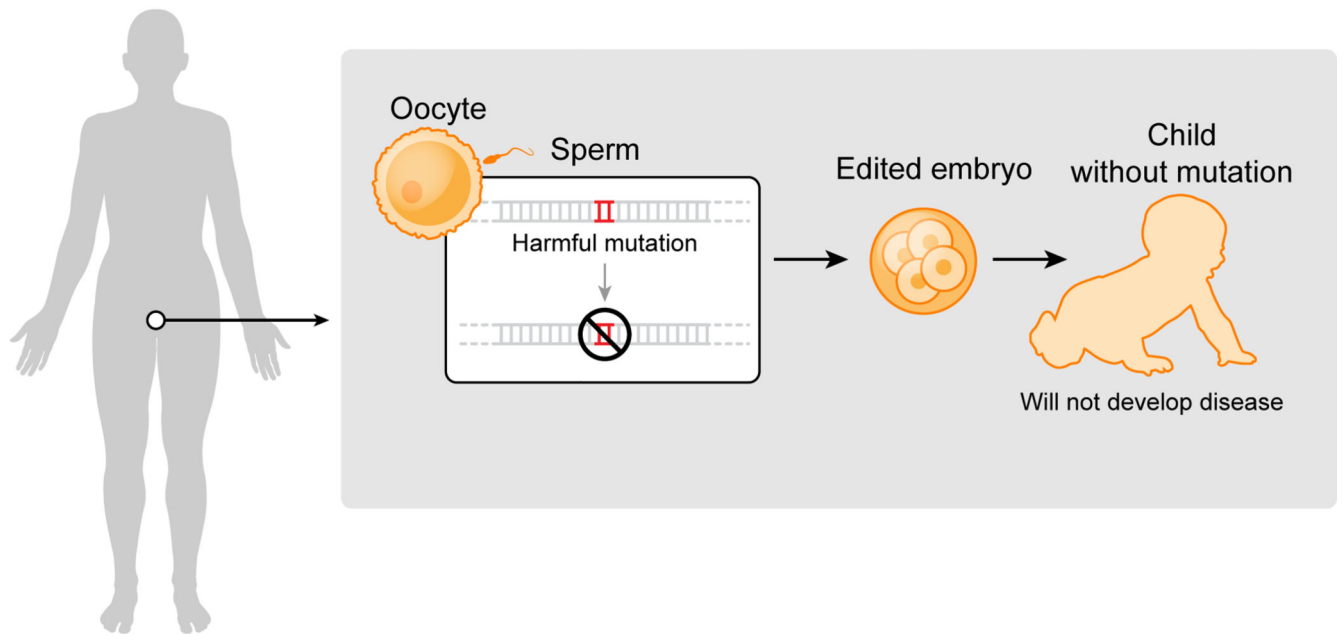 Oocyte
Sperm
Harmful mutation
Edited embryo
Child
without mutation
Will not develop disease